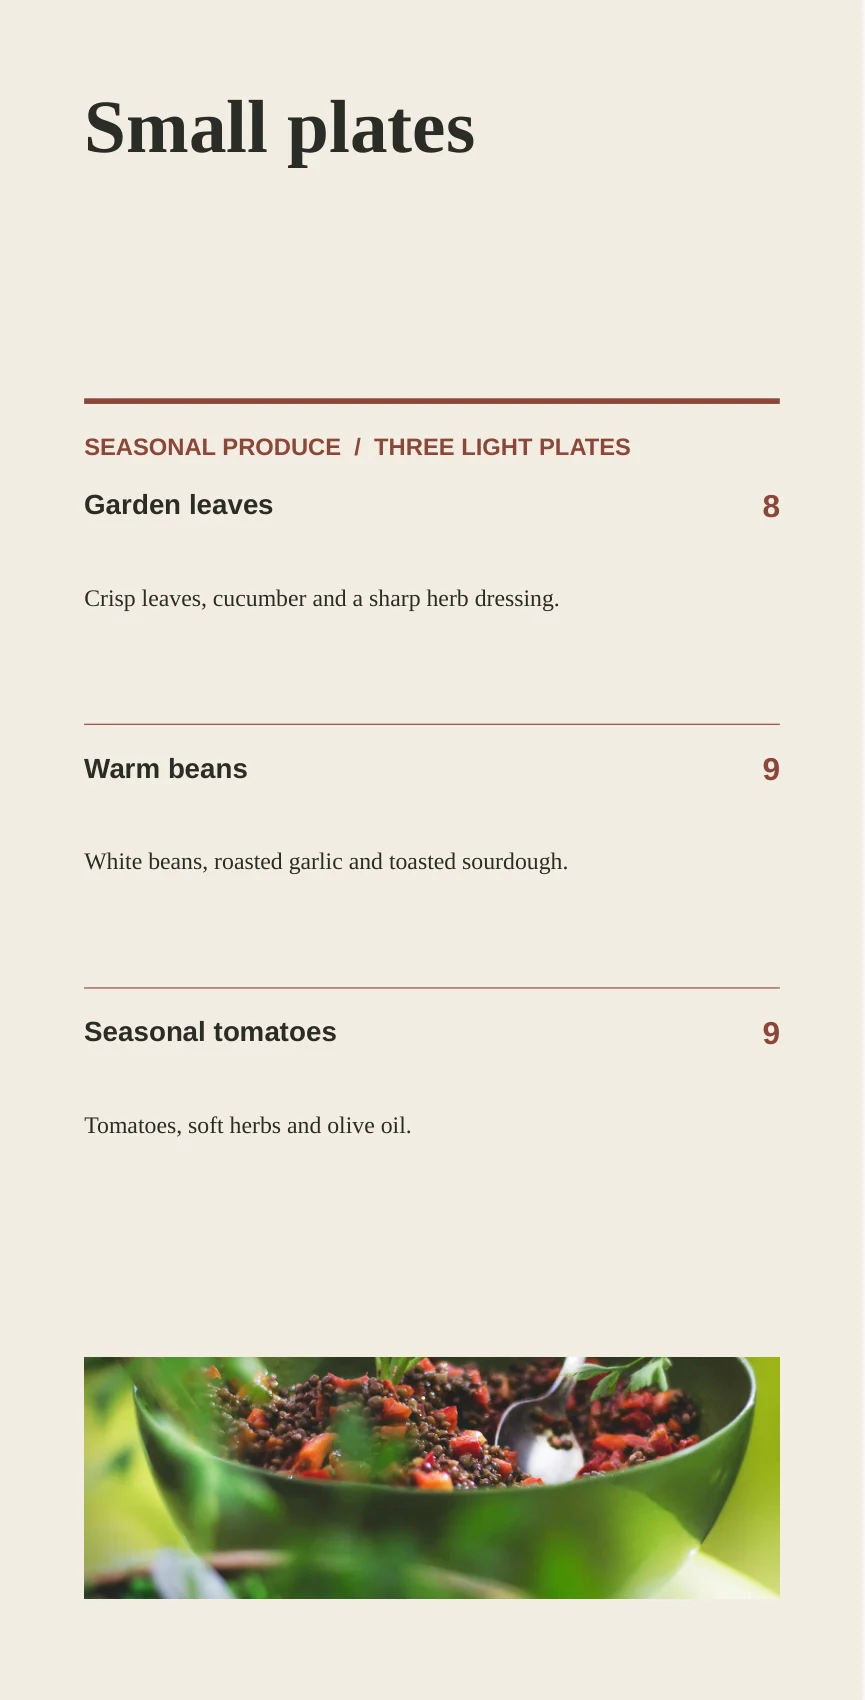 Small plates
SEASONAL PRODUCE / THREE LIGHT PLATES
Garden leaves 8
Crisp leaves, cucumber and a sharp herb dressing.
Warm beans 9
White beans, roasted garlic and toasted sourdough.
Seasonal tomatoes 9
Tomatoes, soft herbs and olive oil.